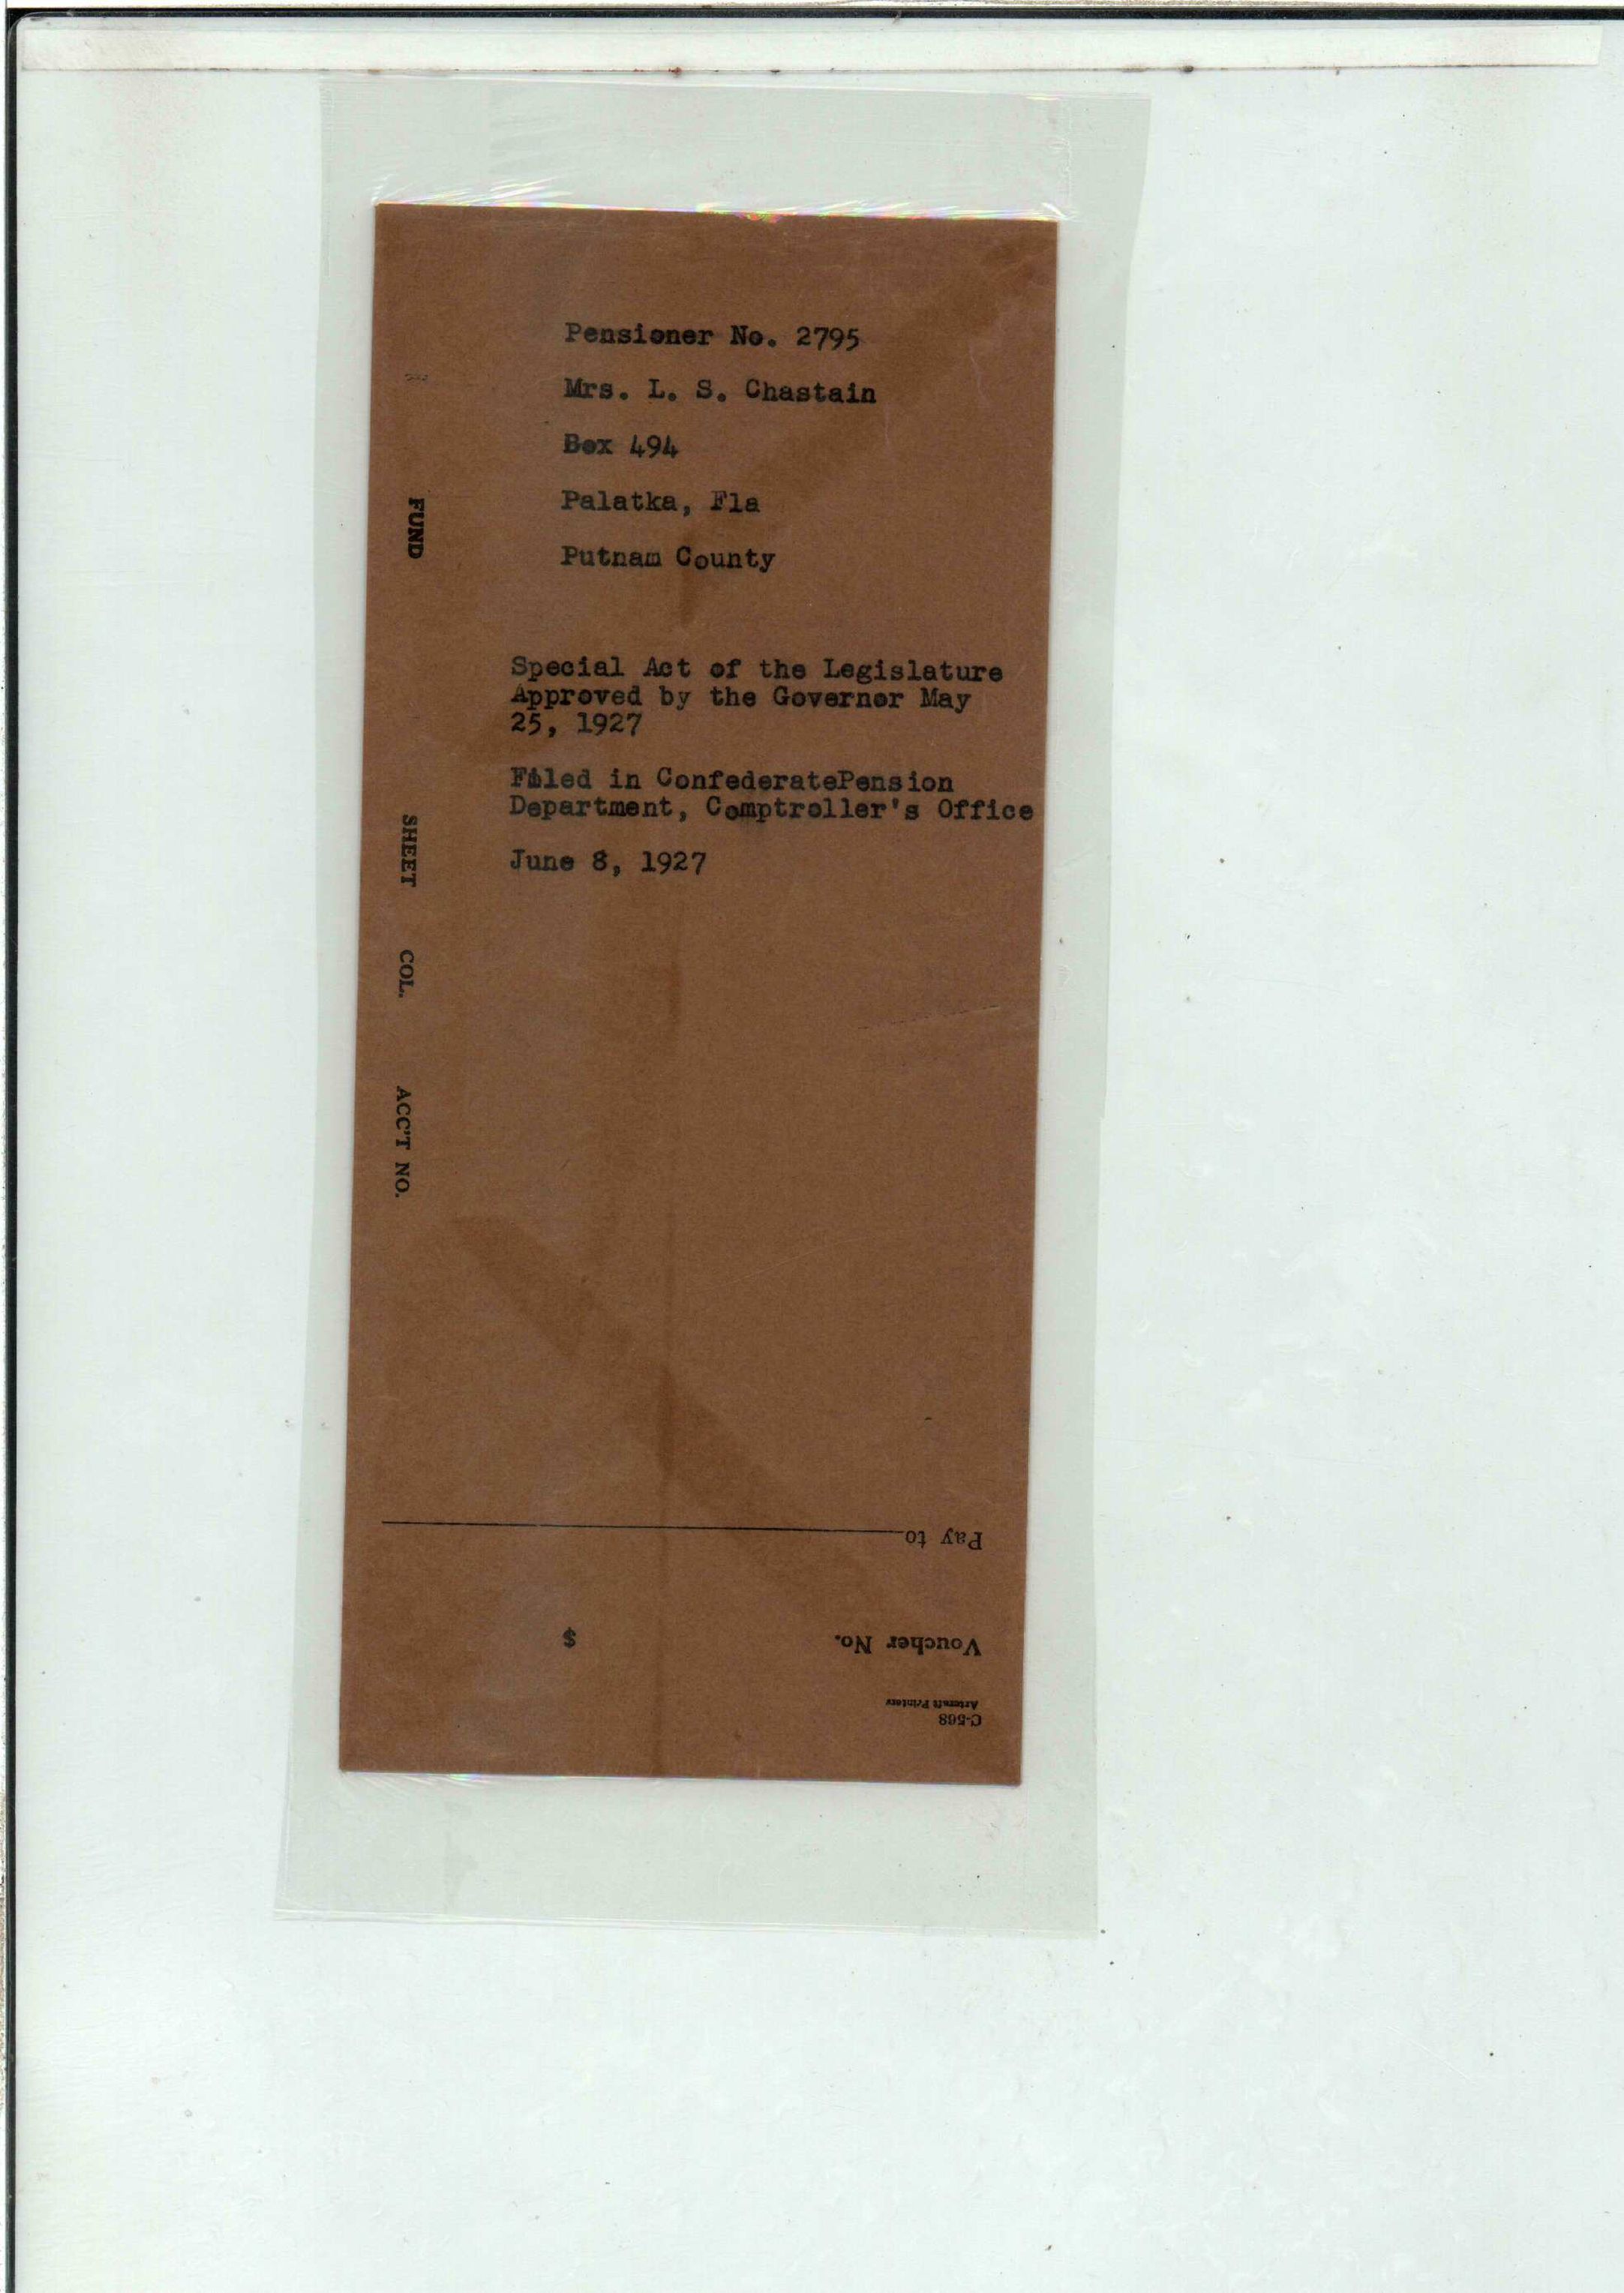 Pensioner No. 2795
Mrs. L. S. Chastain
Box 494
Palatka, Fla
Putnam County
Special Act of the Legislature
Approved by the Governor May
25, 1927
Filed in ConfederatePension
Department, Comptroller's Office
June 8, 1927
FUND
SHEET
COL.
ACC'T NO.
C-568
Artcraft Printers
Voucher No. $
Pay to